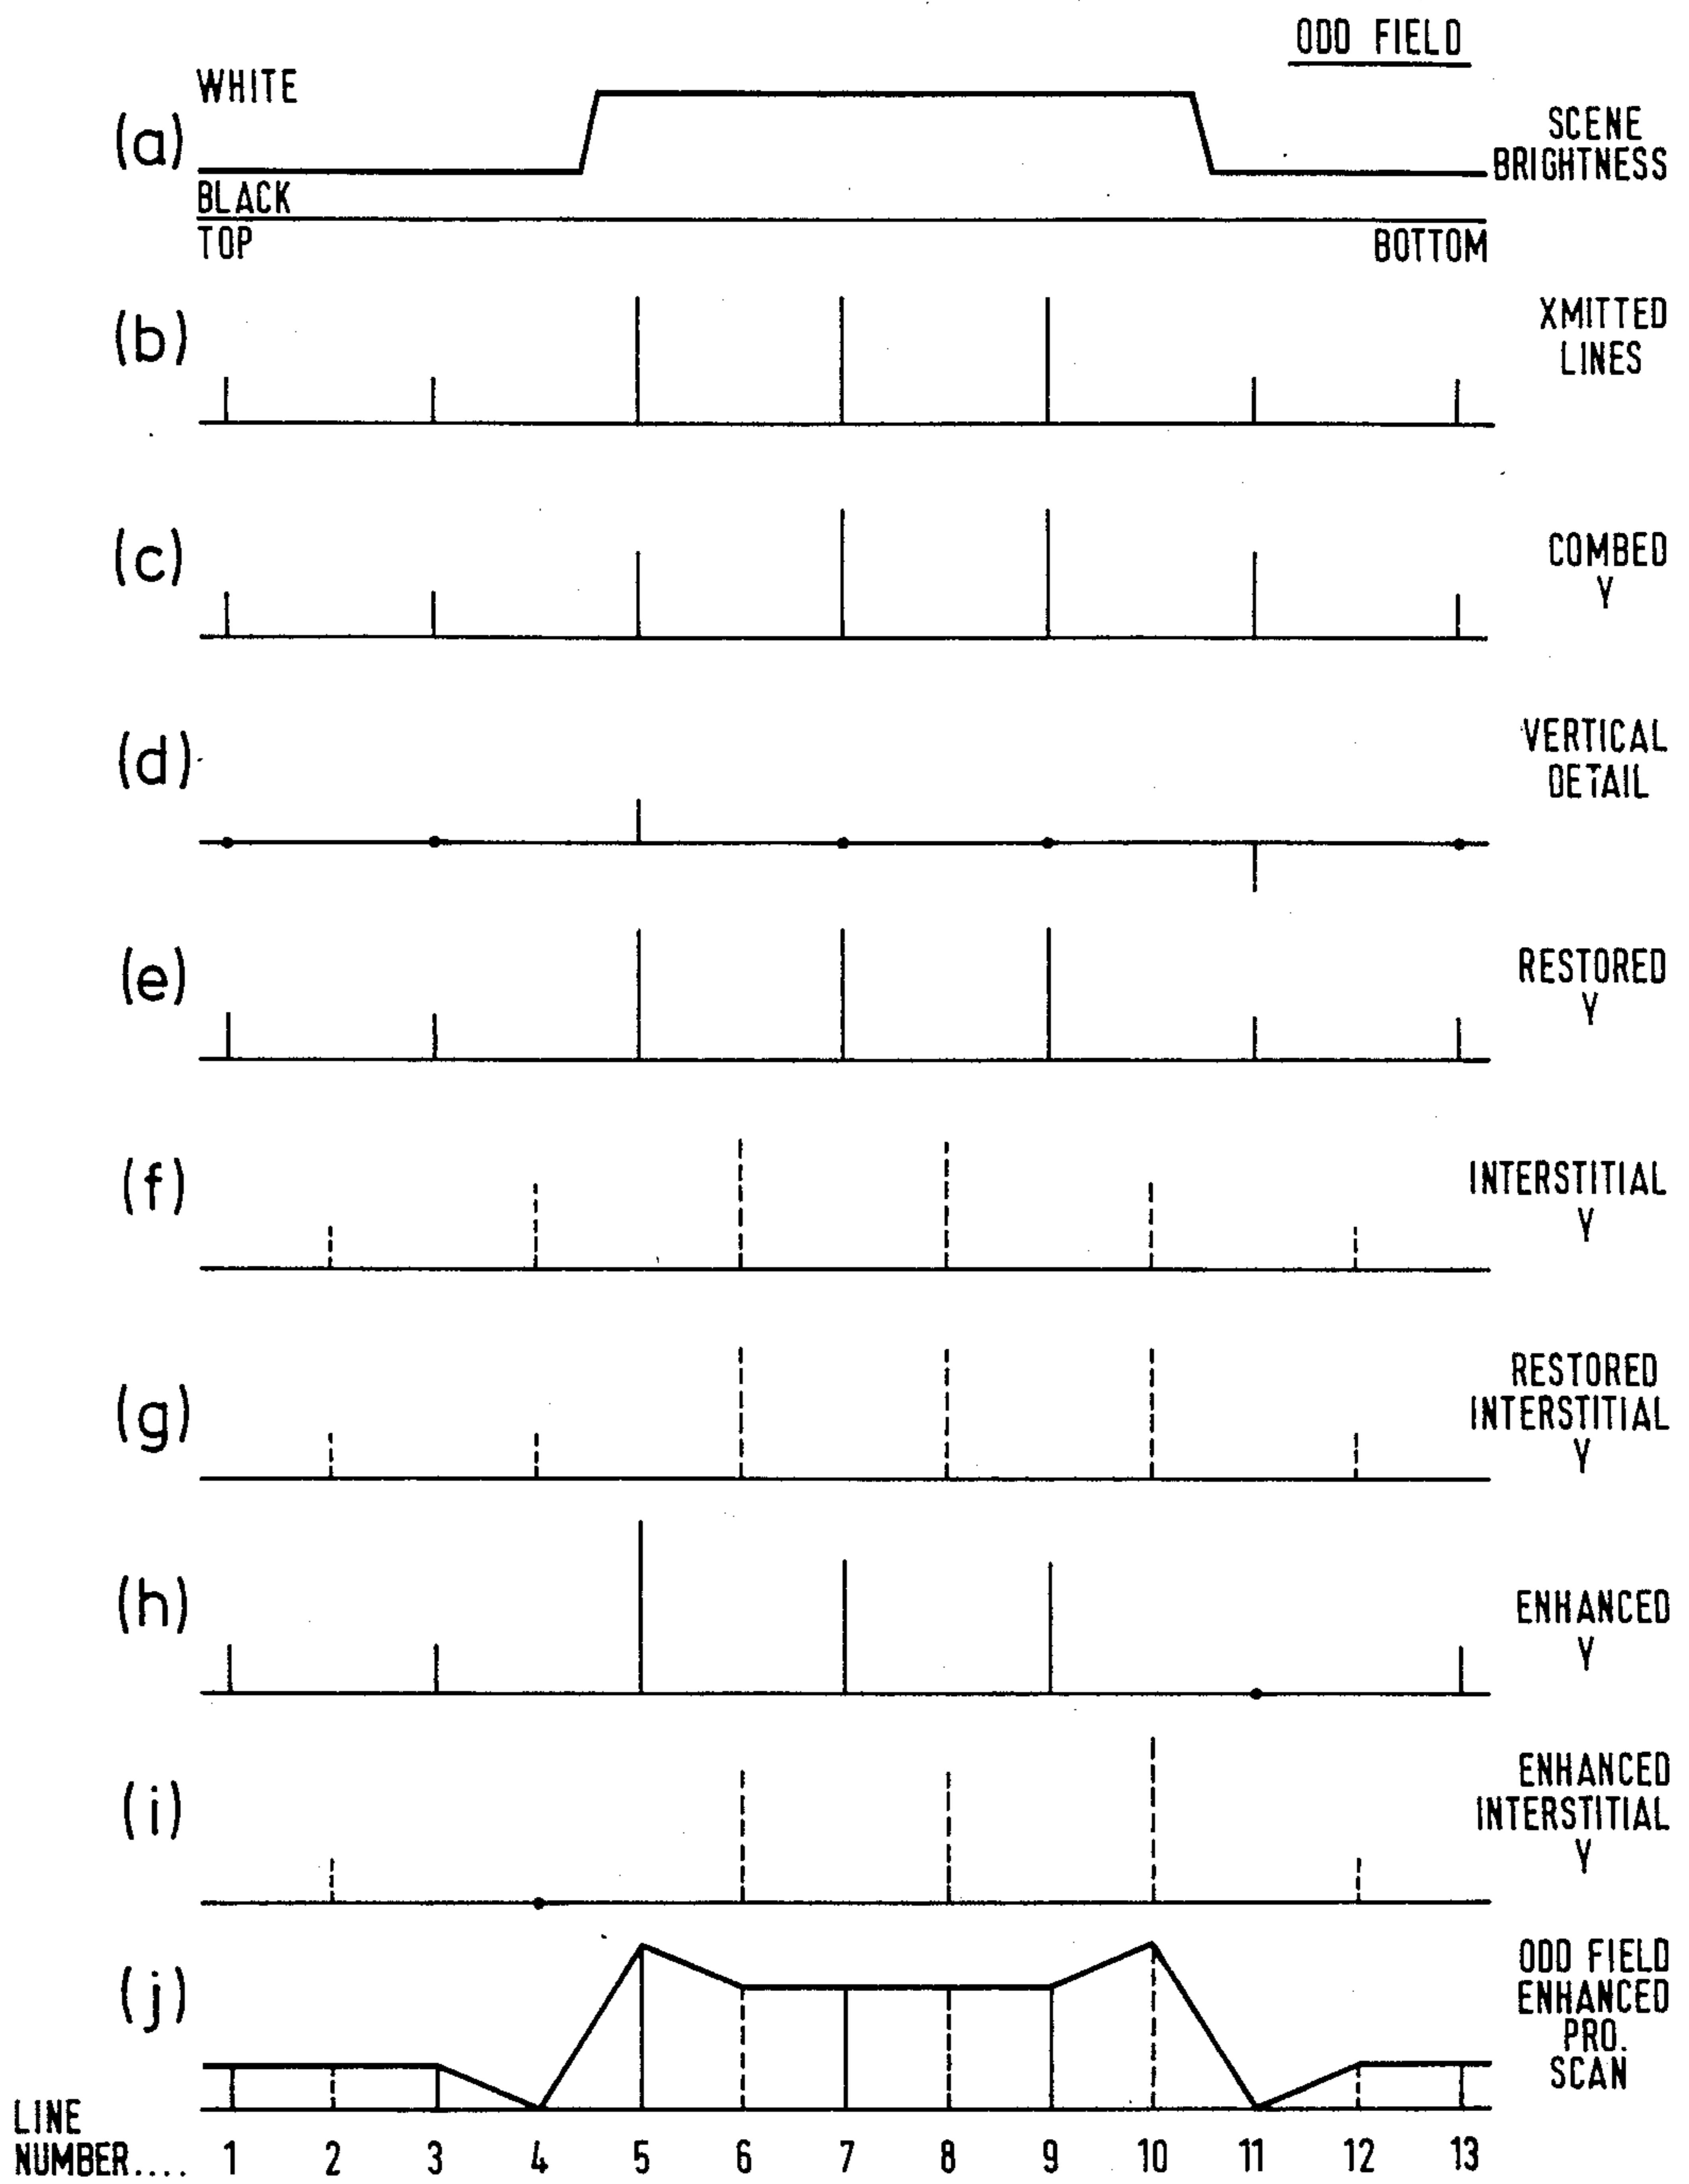 ODD FIELD
WHITE
(a)
SCENE
BRIGHTNESS
BLACK
TOP
BOTTOM
(b)
XMITTED
LINES
(c)
COMBED
Y
(d)
VERTICAL
DETAIL
(e)
RESTORED
Y
(f)
INTERSTITIAL
Y
(g)
RESTORED
INTERSTITIAL
Y
(h)
ENHANCED
Y
(i)
ENHANCED
INTERSTITIAL
Y
(j)
ODD FIELD
ENHANCED
PRO.
SCAN
LINE
NUMBER.... 1 2 3 4 5 6 7 8 9 10 11 12 13